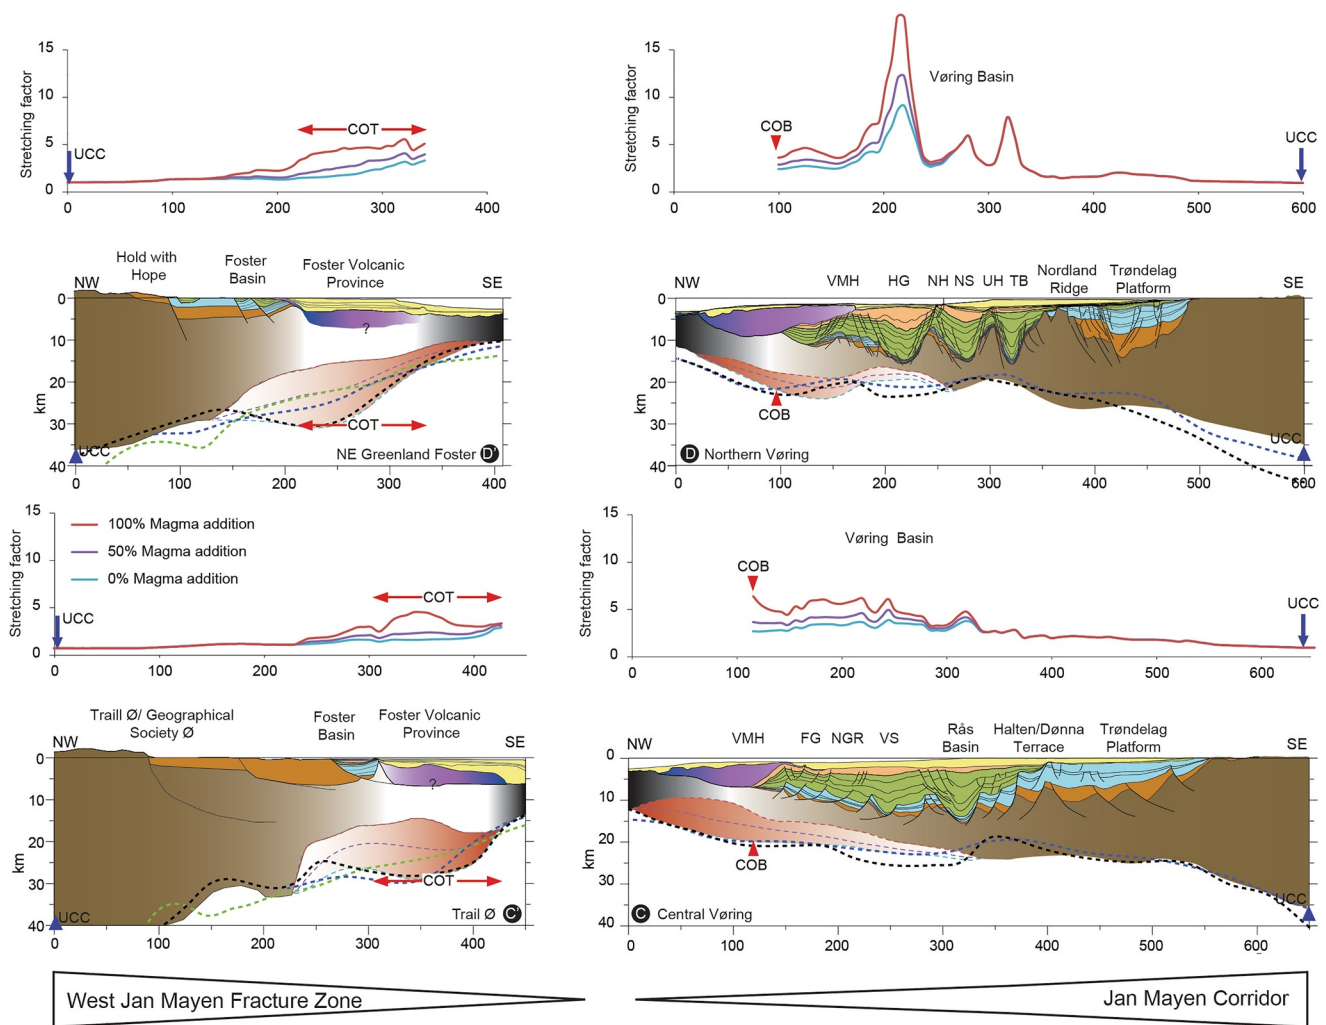 15
10
5
0
Stretching factor
UCC
COT
0
100
200
300
400
15
10
5
0
Stretching factor
COB
Vøring Basin
UCC
0
100
200
300
400
500
600
Hold with
Hope
Foster
Basin
Foster Volcanic
Province
NW
SE
0
10
20
30
40
km
?
COT
UCC
NE Greenland Foster D'
0
100
200
300
400
NW
VMH
HG
NH
NS
UH
TB
Nordland
Ridge
Trøndelag
Platform
SE
0
10
20
30
40
km
COB
UCC
D Northern Vøring
0
100
200
300
400
500
600
15
10
5
0
Stretching factor
100% Magma addition
50% Magma addition
0% Magma addition
UCC
COT
0
100
200
300
400
15
10
5
0
Stretching factor
COB
Vøring Basin
UCC
0
100
200
300
400
500
600
Traill Ø/ Geographical
Society Ø
Foster
Basin
Foster Volcanic
Province
NW
SE
0
10
20
30
40
km
?
COT
UCC
Trail Ø C'
0
100
200
300
400
NW
VMH
FG
NGR
VS
Rås
Basin
Halten/Dønna
Terrace
Trøndelag
Platform
SE
0
10
20
30
40
km
COB
UCC
C Central Vøring
0
100
200
300
400
500
600
West Jan Mayen Fracture Zone
Jan Mayen Corridor